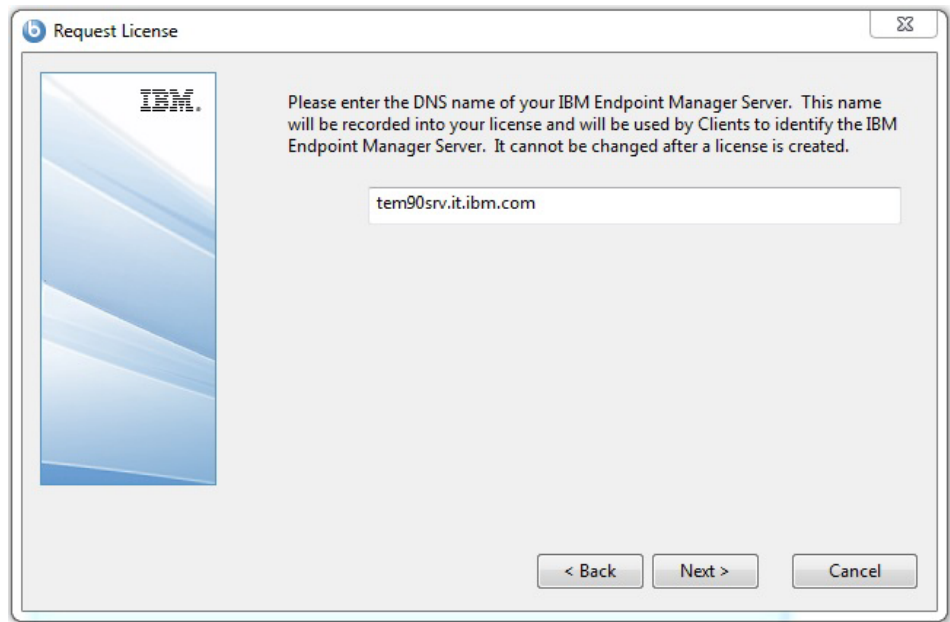 Request License
IBM.
Please enter the DNS name of your IBM Endpoint Manager Server.  This name
will be recorded into your license and will be used by Clients to identify the IBM
Endpoint Manager Server.  It cannot be changed after a license is created.
tem90srv.it.ibm.com
< Back
Next >
Cancel